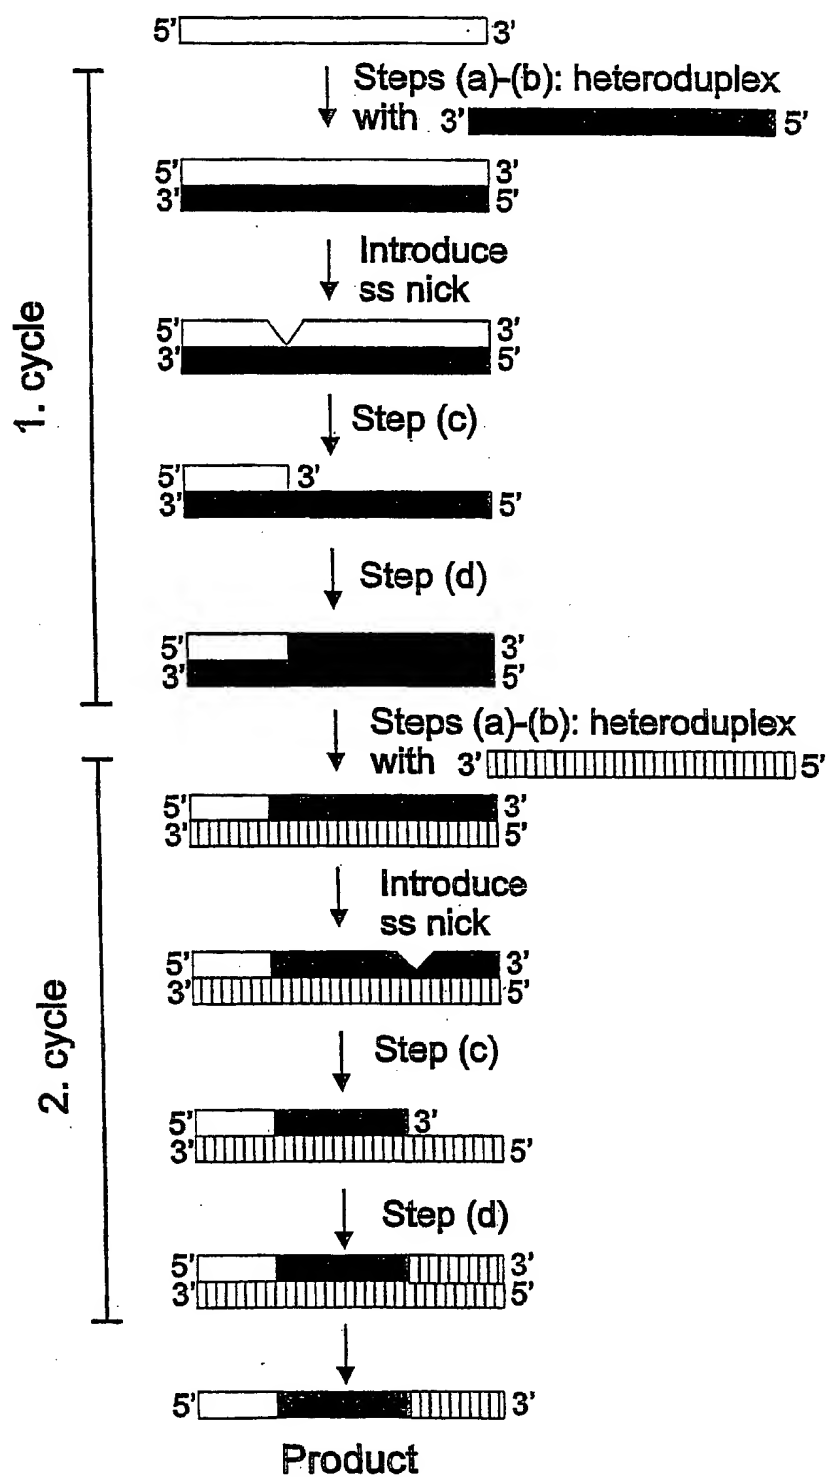 5' 3'
Steps (a)-(b): heteroduplex
with 3' 5'
5' 3'
3' 5'
Introduce
ss nick
5' 3'
3' 5'
1. cycle
Step (c)
5' 3'
3' 5'
Step (d)
5' 3'
3' 5'
Steps (a)-(b): heteroduplex
with 3' 5'
5' 3'
3' 5'
Introduce
ss nick
5' 3'
3' 5'
2. cycle
Step (c)
5' 3'
3' 5'
Step (d)
5' 3'
3' 5'
5' 3'
Product